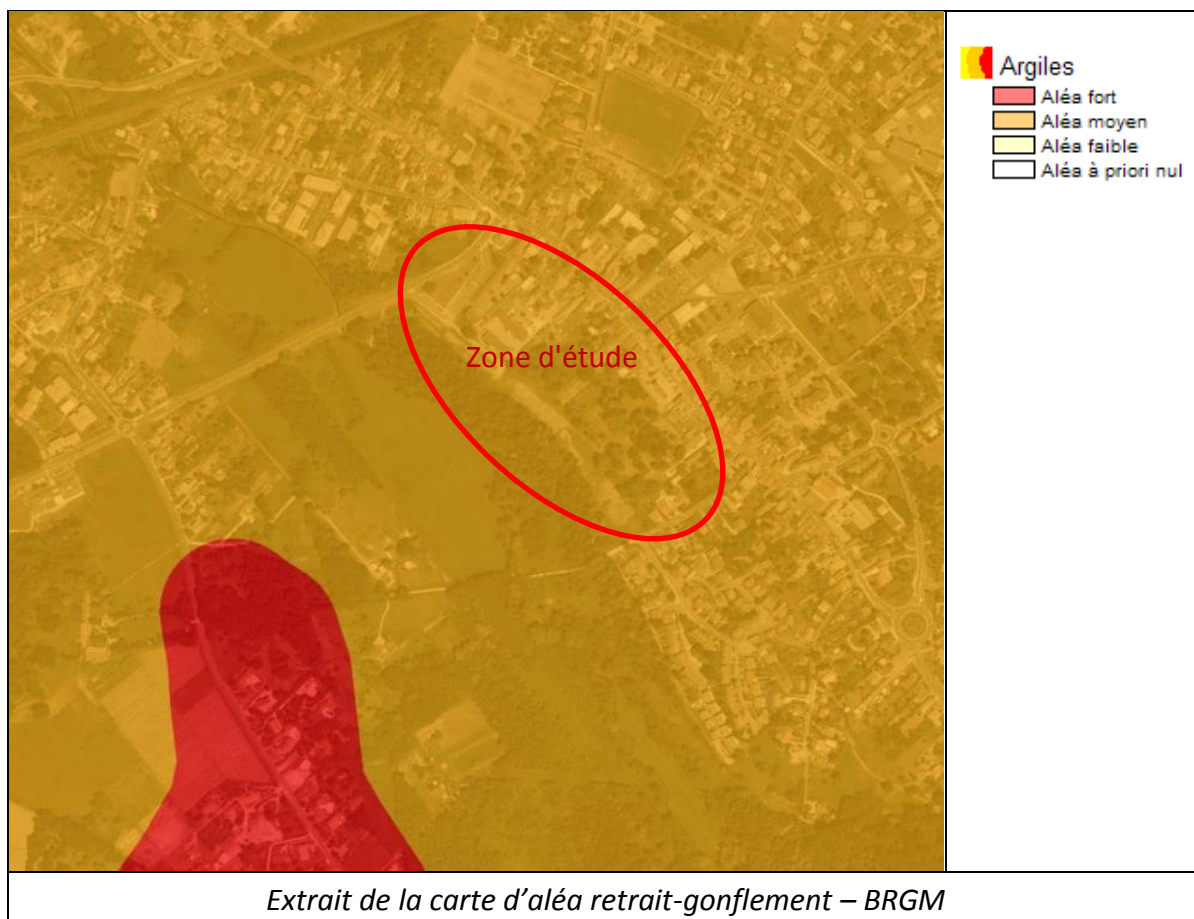 Zone d'étude
Argiles
Aléa fort
Aléa moyen
Aléa faible
Aléa à priori nul
Extrait de la carte d’aléa retrait-gonflement – BRGM